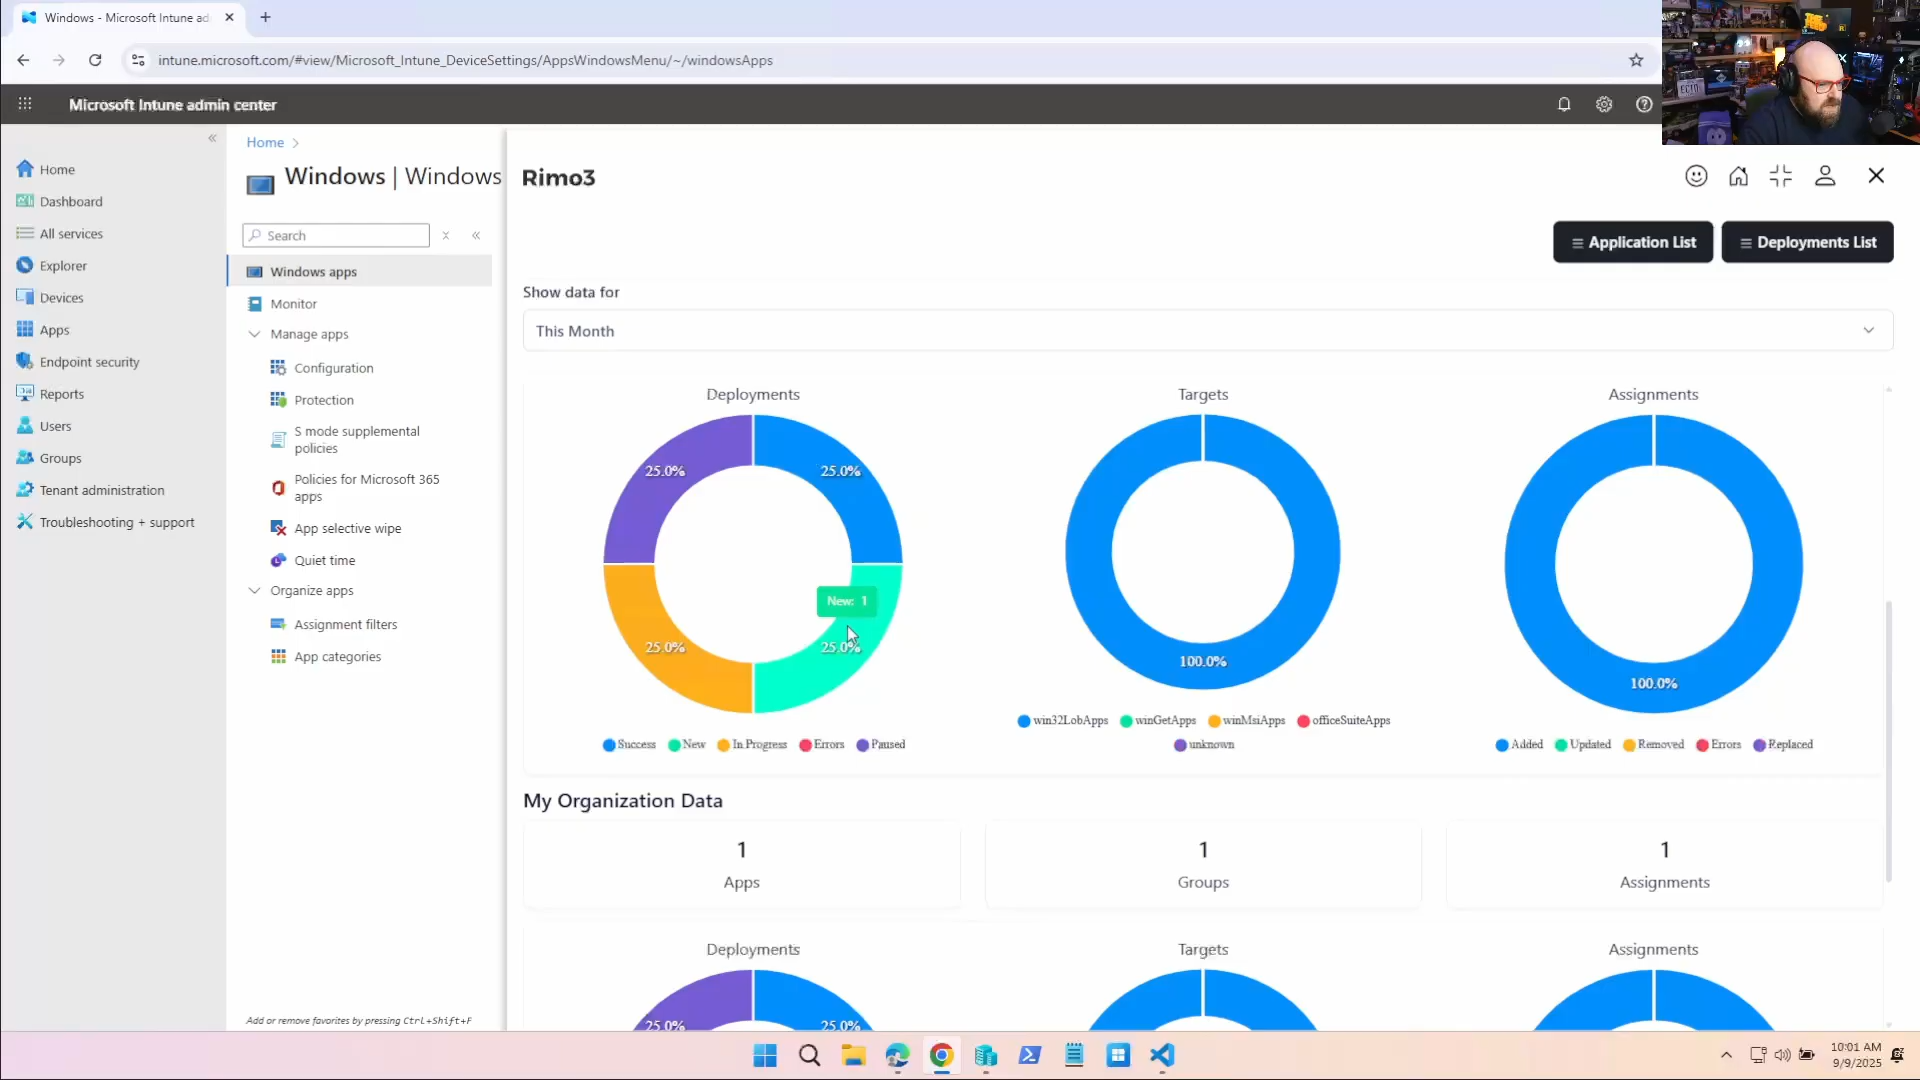 Windows - Microsoft Intune ad
intune.microsoft.com/#view/Microsoft_Intune_DeviceSettings/AppsWindowsMenu/~/windowsApps
Microsoft Intune admin center
Home
Dashboard
All services
Explorer
Devices
Apps
Endpoint security
Reports
Users
Groups
Tenant administration
Troubleshooting + support
Home
Windows | Windows
Search
Windows apps
Monitor
Manage apps
Configuration
Protection
S mode supplemental
policies
Policies for Microsoft 365
apps
App selective wipe
Quiet time
Organize apps
Assignment filters
App categories
Add or remove favorites by pressing Ctrl+Shift+F
Rimo3
Application List
Deployments List
Show data for
This Month
Deployments
25.0%
25.0%
New: 1
25.0%
25.0%
Success New In Progress Errors Paused
Targets
100.0%
win32LobApps winGetApps winMsiApps officeSuiteApps
unknown
Assignments
100.0%
Added Updated Removed Errors Replaced
My Organization Data
1
Apps
1
Groups
1
Assignments
Deployments
25.0%
25.0%
Targets
Assignments
10:01 AM
9/9/2025